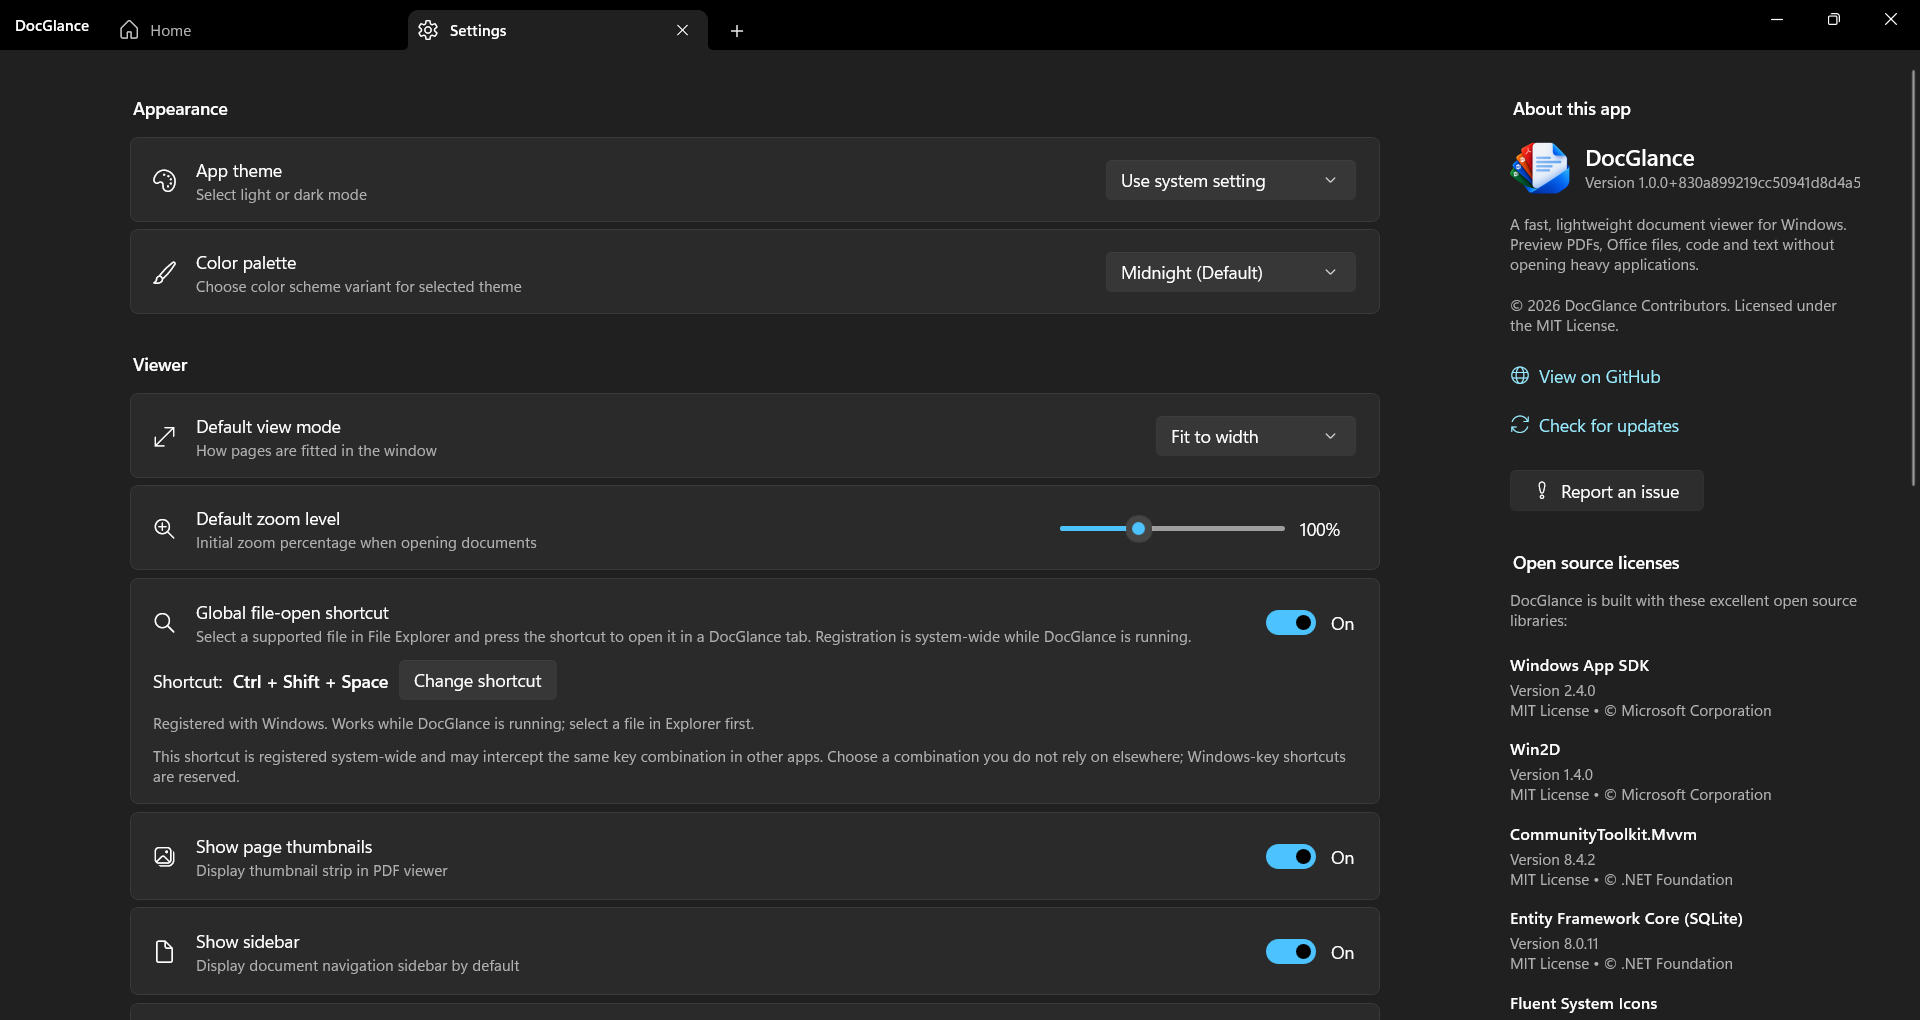 DocGlance
Home
Settings
Appearance
App theme
Select light or dark mode
Use system setting
Color palette
Choose color scheme variant for selected theme
Midnight (Default)
Viewer
Default view mode
How pages are fitted in the window
Fit to width
Default zoom level
Initial zoom percentage when opening documents
100%
Global file-open shortcut
Select a supported file in File Explorer and press the shortcut to open it in a DocGlance tab. Registration is system-wide while DocGlance is running.
On
Shortcut: Ctrl + Shift + Space
Change shortcut
Registered with Windows. Works while DocGlance is running; select a file in Explorer first.
This shortcut is registered system-wide and may intercept the same key combination in other apps. Choose a combination you do not rely on elsewhere; Windows-key shortcuts
are reserved.
Show page thumbnails
Display thumbnail strip in PDF viewer
On
Show sidebar
Display document navigation sidebar by default
On
About this app
DocGlance
Version 1.0.0+830a899219cc50941d8d4a5
A fast, lightweight document viewer for Windows.
Preview PDFs, Office files, code and text without
opening heavy applications.
© 2026 DocGlance Contributors. Licensed under
the MIT License.
View on GitHub
Check for updates
Report an issue
Open source licenses
DocGlance is built with these excellent open source
libraries:
Windows App SDK
Version 2.4.0
MIT License • © Microsoft Corporation
Win2D
Version 1.4.0
MIT License • © Microsoft Corporation
CommunityToolkit.Mvvm
Version 8.4.2
MIT License • © .NET Foundation
Entity Framework Core (SQLite)
Version 8.0.11
MIT License • © .NET Foundation
Fluent System Icons